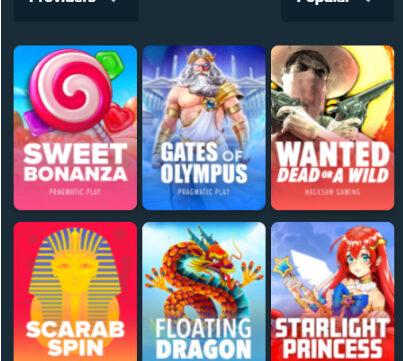 Providers
Popular
SWEET
BONANZA
PRAGMATIC PLAY
GATES OF
OLYMPUS
PRAGMATIC PLAY
WANTED
DEAD OR A WILD
HACKSAW GAMING
SCARAB
SPIN
FLOATING
DRAGON
STARLIGHT
PRINCESS